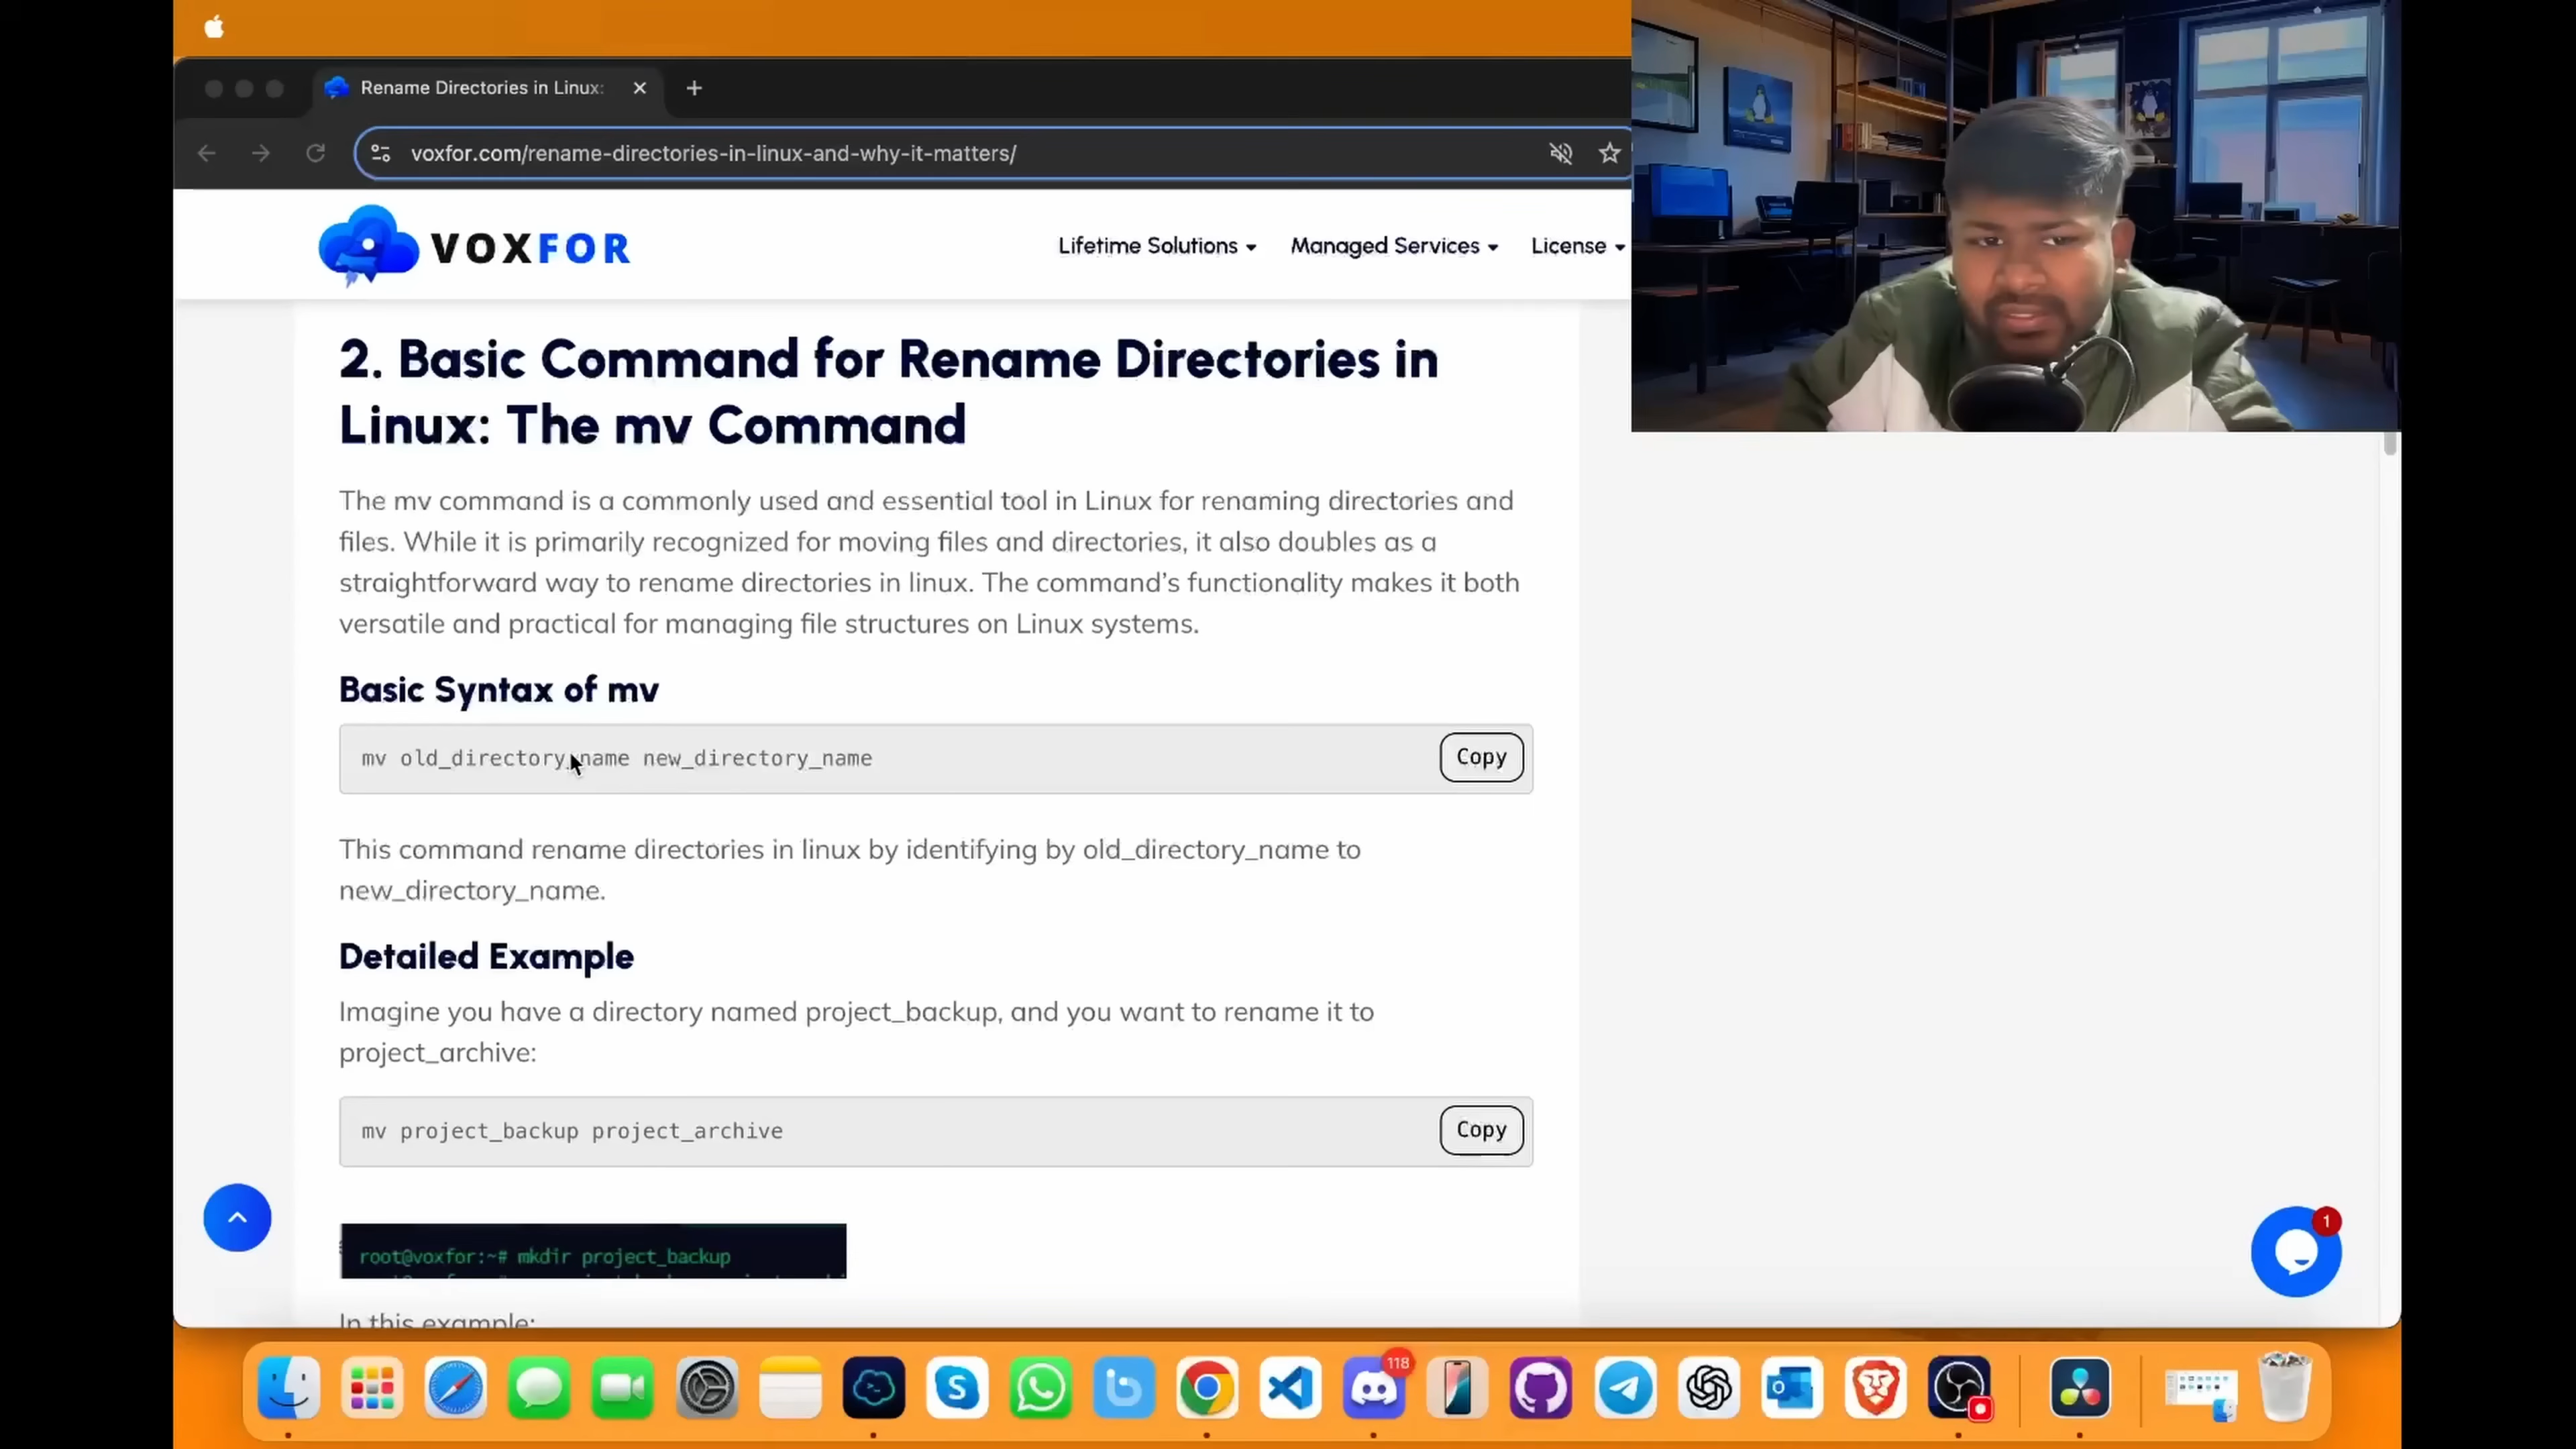 Rename Directories in Linux:
voxfor.com/rename-directories-in-linux-and-why-it-matters/
VOXFOR
Lifetime Solutions
Managed Services
License
2. Basic Command for Rename Directories in
Linux: The mv Command
The mv command is a commonly used and essential tool in Linux for renaming directories and
files. While it is primarily recognized for moving files and directories, it also doubles as a
straightforward way to rename directories in linux. The command’s functionality makes it both
versatile and practical for managing file structures on Linux systems.
Basic Syntax of mv
mv old_directory_name new_directory_name
Copy
This command rename directories in linux by identifying by old_directory_name to
new_directory_name.
Detailed Example
Imagine you have a directory named project_backup, and you want to rename it to
project_archive:
mv project_backup project_archive
Copy
root@voxfor:~# mkdir project_backup
In this example:
1
118